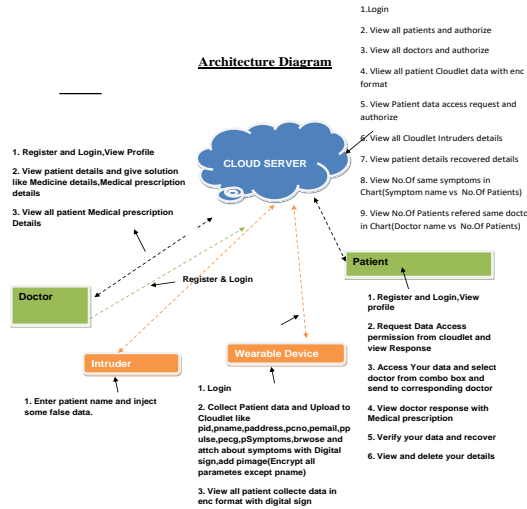 1.Login
2. View all patients and authorize
3. View all doctors and authorize
4. Vliew all patient Cloudlet data with enc
format
5. View Patient data access request and
authorize
6. View all Cloudlet Intruders details
7. View patient details recovered details
8. View No.Of same symptoms in
Chart(Symptom name vs No.Of Patients)
9. View No.Of Patients refered same docto
in Chart(Doctor name vs No.Of Patients)
Architecture Diagram
CLOUD SERVER
1. Register and Login,View Profile
2. View patient details and give solution
like Medicine details,Medical prescription
details
3. View all patient Medical prescription
Details
Register & Login
Doctor
Patient
Intruder
Wearable Device
1. Enter patient name and inject
some false data.
1. Login
2. Collect Patient data and Upload to
Cloudlet like
pid,pname,paddress,pcno,pemail,pp
ulse,pecg,pSymptoms,brwose and
attch about symptoms with Digital
sign,add pimage(Encrypt all
parametes except pname)
3. View all patient collecte data in
enc format with digital sign
1. Register and Login,View
profile
2. Request Data Access
permission from cloudlet and
view Response
3. Access Your data and select
doctor from combo box and
send to corresponding doctor
4. View doctor response with
Medical prescription
5. Verify your data and recover
6. View and delete your details